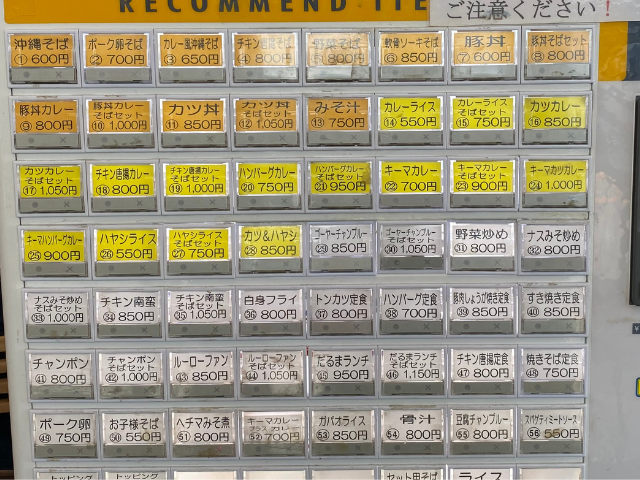 RECOMMEND ITE
ご注意ください！
沖縄そば ① 600円
ポーク卵そば ② 700円
カレー風沖縄そば ③ 650円
チキン唐揚そば ④ 800円
野菜そば ⑤ 800円
軟骨ソーキそば ⑥ 850円
豚丼 ⑦ 600円
豚丼そばセット ⑧ 800円
豚丼カレー ⑨ 800円
豚丼カレーそばセット ⑩ 1,000円
カツ丼 ⑪ 850円
カツ丼そばセット ⑫ 1,050円
みそ汁 ⑬ 750円
カレーライス ⑭ 550円
カレーライスそばセット ⑮ 750円
カツカレー ⑯ 850円
カツカレーそばセット ⑰ 1,050円
チキン唐揚カレー ⑱ 800円
チキン唐揚カレーそばセット ⑲ 1,000円
ハンバーグカレー ⑳ 750円
ハンバーグカレーそばセット ㉑ 950円
キーマカレー ㉒ 700円
キーマカレーそばセット ㉓ 900円
キーマカツカレー ㉔ 1,000円
キーマハンバーグカレー ㉕ 900円
ハヤシライス ㉖ 550円
ハヤシライスそばセット ㉗ 750円
カツ&ハヤシ ㉘ 850円
ゴーヤーチャンプルー ㉙ 850円
ゴーヤーチャンプルーそばセット ㉚ 1,050円
野菜炒め ㉛ 800円
ナスみそ炒め ㉜ 800円
ナスみそ炒めそばセット ㉝ 1,000円
チキン南蛮 ㉞ 850円
チキン南蛮そばセット ㉟ 1,050円
白身フライ ㊱ 800円
トンカツ定食 ㊲ 800円
ハンバーグ定食 ㊳ 700円
豚肉しょうが焼き定食 ㊴ 850円
すき焼き定食 ㊵ 850円
チャンポン ㊶ 800円
チャンポンそばセット ㊷ 1,000円
ルーローファン ㊸ 850円
ルーローファンそばセット ㊹ 1,050円
だるまランチ ㊺ 950円
だるまランチそばセット ㊻ 1,150円
チキン唐揚定食 ㊼ 800円
焼きそば定食 ㊽ 750円
ポーク卵 ㊾ 750円
お子様そば ㊿ 550円
ヘチマみそ煮 51 800円
キーマカレー 52 700円
ガパオライス 53 850円
骨汁 54 800円
豆腐チャンプルー 55 800円
スパゲティミートソース 56 550円
トッピング
トッピング
セット用そば
ライス